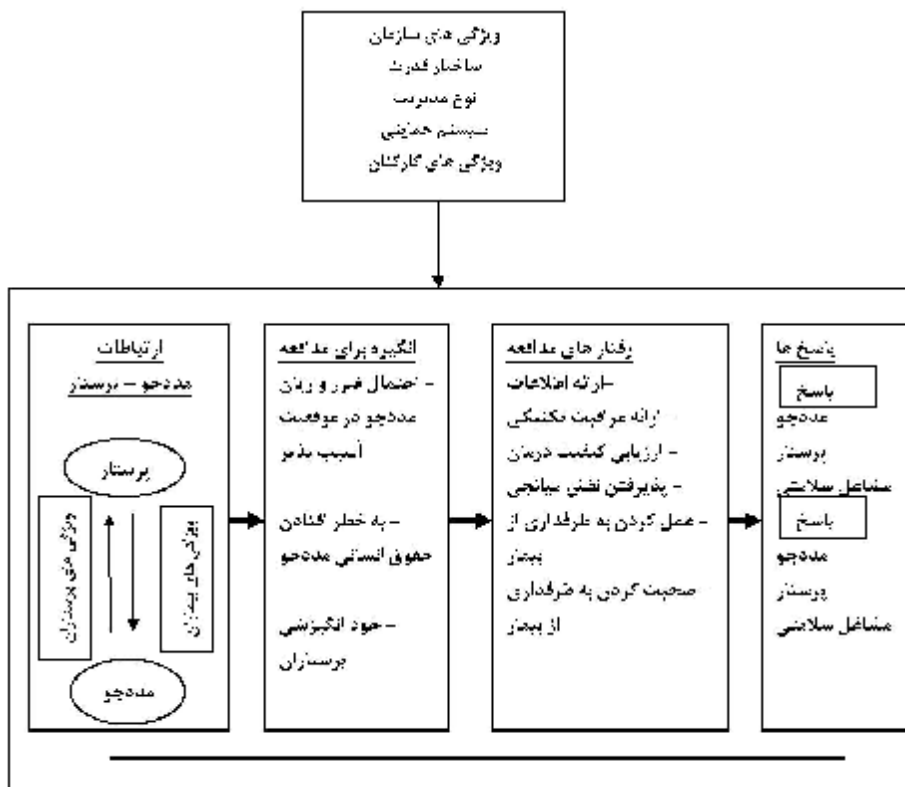 ویژگی های سازمان
ساختار قدرت
نوع مدیریت
سیستم حمایتی
ویژگی های کارکنان
ارتباطات
مددجو – پرستار
پرستار
ویژگی های پرستاران
ویژگی های بیماران
مددجو
انگیزه برای مدافعه
– احتمال ضرر و زیان
مددجو در موقعیت
آسیب پذیر
– به خطر افتادن
حقوق انسانی مددجو
– خود انگیزشی
پرستاران
رفتار های مدافعه
–ارائه اطلاعات
– ارائه مراقبت تکنیکی
– ارزیابی کیفیت درمان
– پذیرفتن نقش میانجی
– عمل کردن به طرفداری از
بیمار
–صحبت کردن به طرفداری
از بیمار
پاسخ ها
پاسخ
مددجو
پرستار
مشاغل سلامتی
پاسخ
مددجو
پرستار
مشاغل سلامتی